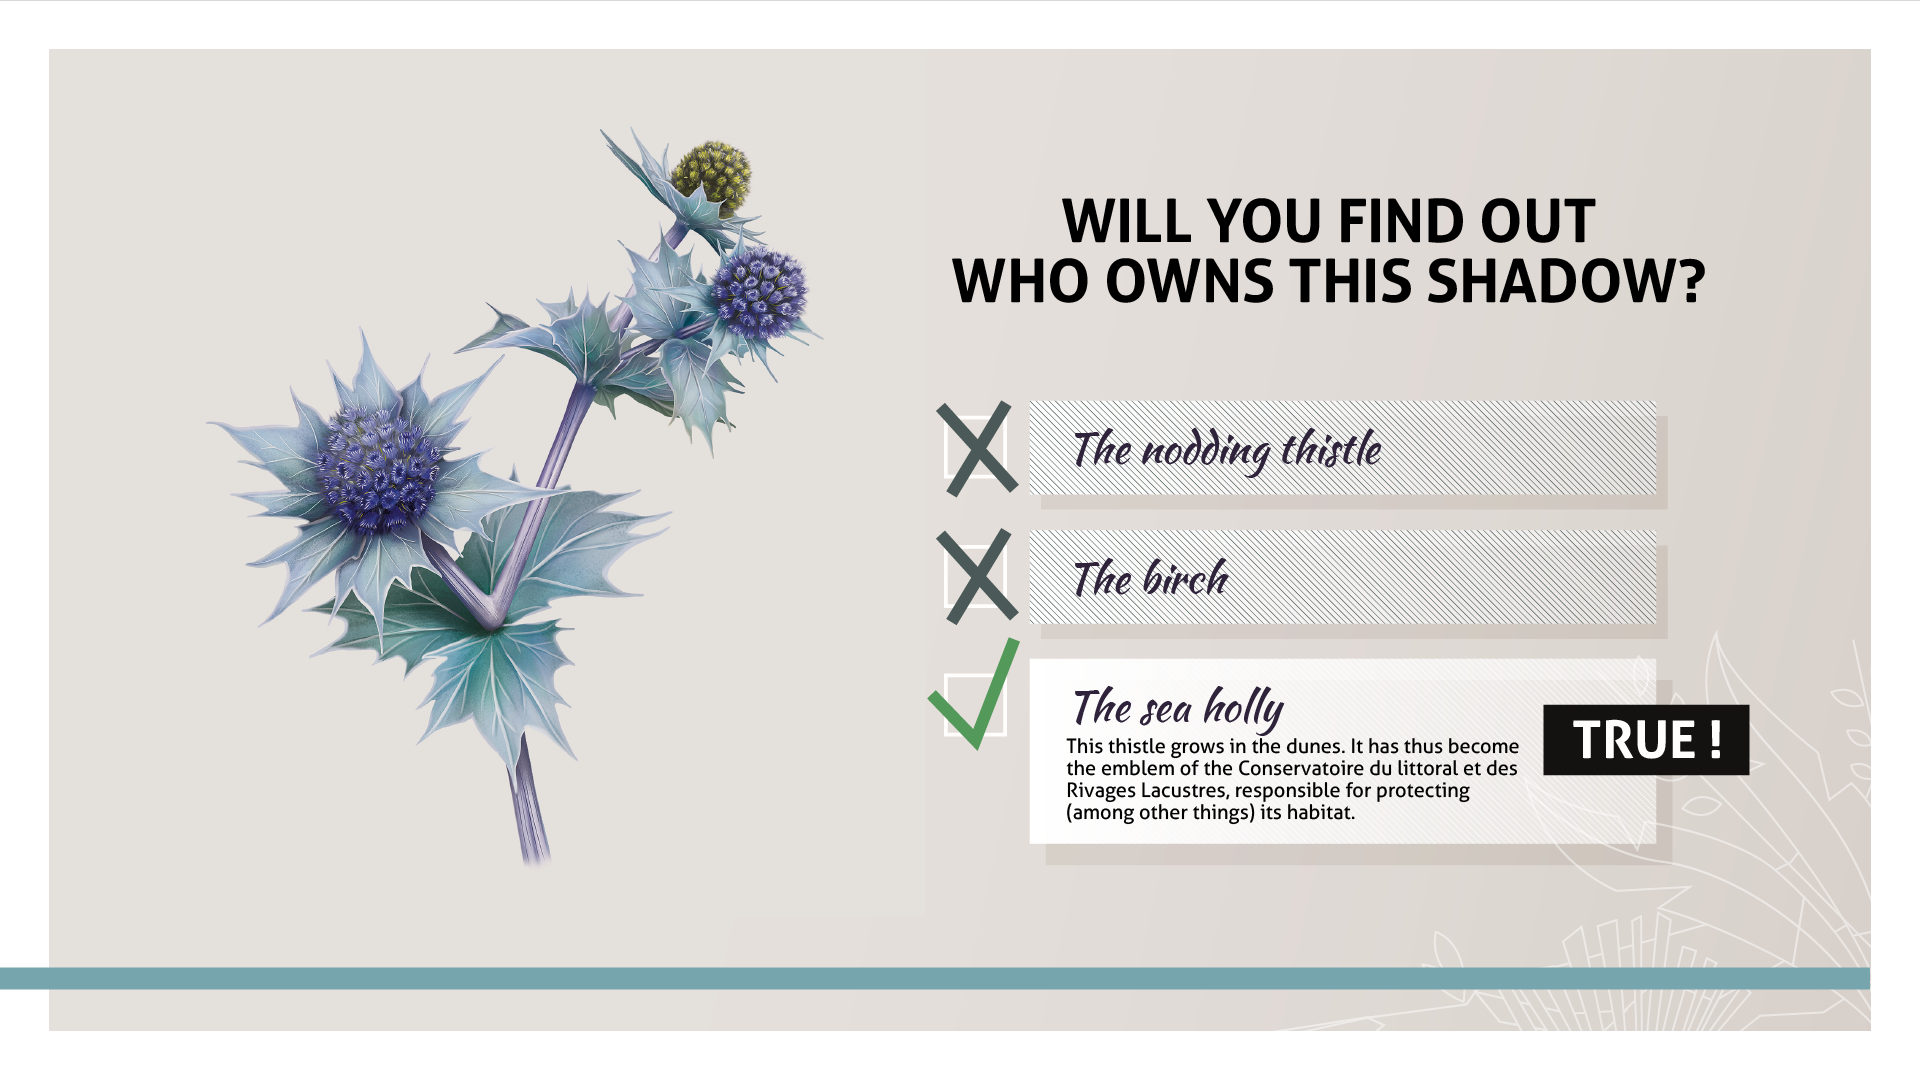 WILL YOU FIND OUT
WHO OWNS THIS SHADOW?
The nodding thistle
The birch
The sea holly
This thistle grows in the dunes. It has thus become
the emblem of the Conservatoire du littoral et des
Rivages Lacustres, responsible for protecting
(among other things) its habitat.
TRUE !